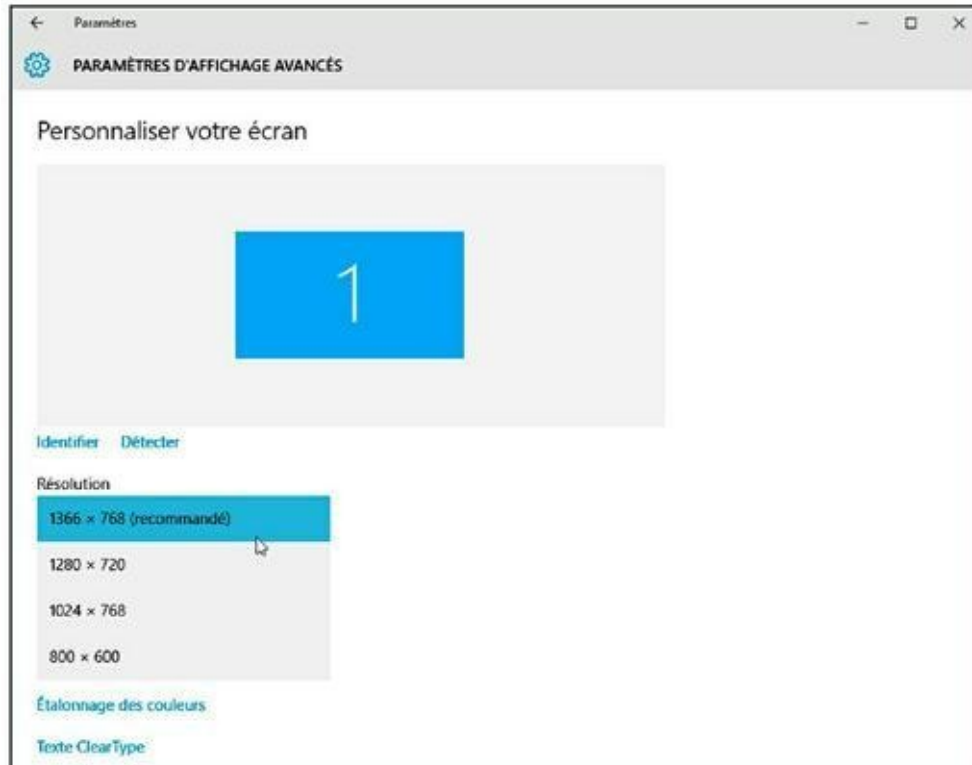 Paramètres
PARAMÈTRES D'AFFICHAGE AVANCÉS
Personnaliser votre écran
1
Identifier Détecter
Résolution
1366 × 768 (recommandé)
1280 × 720
1024 × 768
800 × 600
Étalonnage des couleurs
Texte ClearType